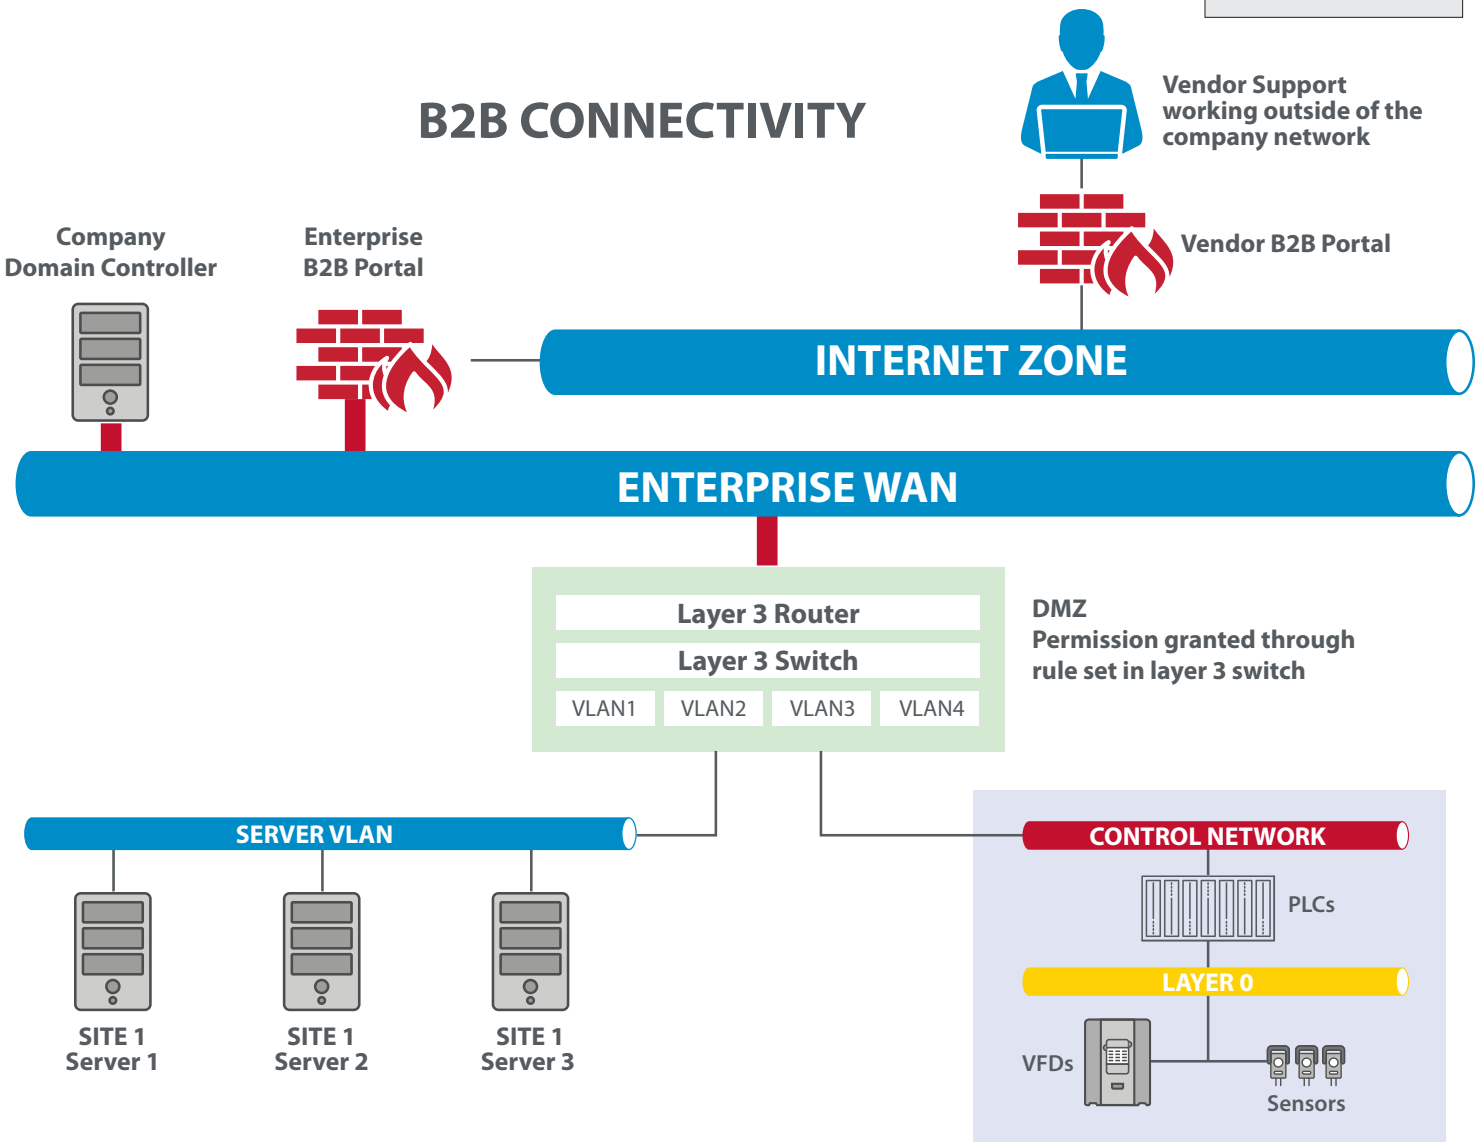 B2B CONNECTIVITY
Vendor Support
working outside of the
company network
Company
Domain Controller
Enterprise
B2B Portal
Vendor B2B Portal
INTERNET ZONE
ENTERPRISE WAN
Layer 3 Router
Layer 3 Switch
VLAN1
VLAN2
VLAN3
VLAN4
DMZ
Permission granted through
rule set in layer 3 switch
SERVER VLAN
SITE 1
Server 1
SITE 1
Server 2
SITE 1
Server 3
CONTROL NETWORK
PLCs
LAYER 0
VFDs
Sensors